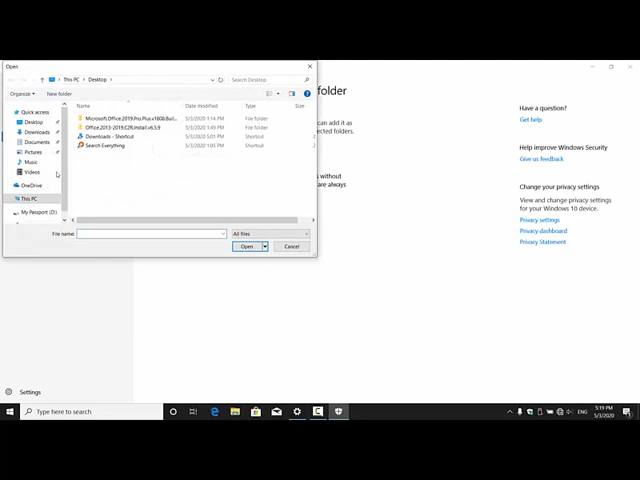 Open
This PC > Desktop >
Search Desktop
Organize
New folder
Name
Date modified
Type
Size
Quick access
Desktop
Downloads
Documents
Pictures
Music
Videos
OneDrive
This PC
My Passport (D:)
Microsoft.Office.2019.Pro.Plus.v1808.Buil...
5/3/2020 1:14 PM
File folder
Office.2013-2019.C2R.Install.v6.5.9
5/3/2020 1:49 PM
File folder
Downloads - Shortcut
5/3/2020 5:01 PM
Shortcut
2
Search Everything
5/3/2020 1:05 PM
Shortcut
2
File name:
All files
Open
Cancel
folder
can add it as
cted folders.
s without
are always
Have a question?
Get help
Help improve Windows Security
Give us feedback
Change your privacy settings
View and change privacy settings
for your Windows 10 device.
Privacy settings
Privacy dashboard
Privacy Statement
Settings
Type here to search
ENG
5:19 PM
5/3/2020